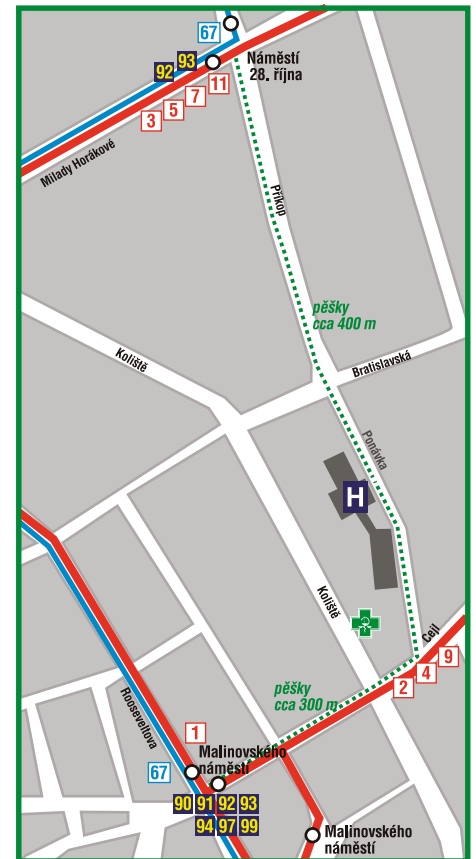 67
92
93
Náměstí
28. října
11
7
5
3
Milady Horákové
Příkop
pěšky
cca 400 m
Koliště
Bratislavská
Ponávka
H
Koliště
Cejl
9
4
2
pěšky
cca 300 m
Rooseveltova
1
67
Malinovského
náměstí
90 91 92 93
94 97 99
Malinovského
náměstí